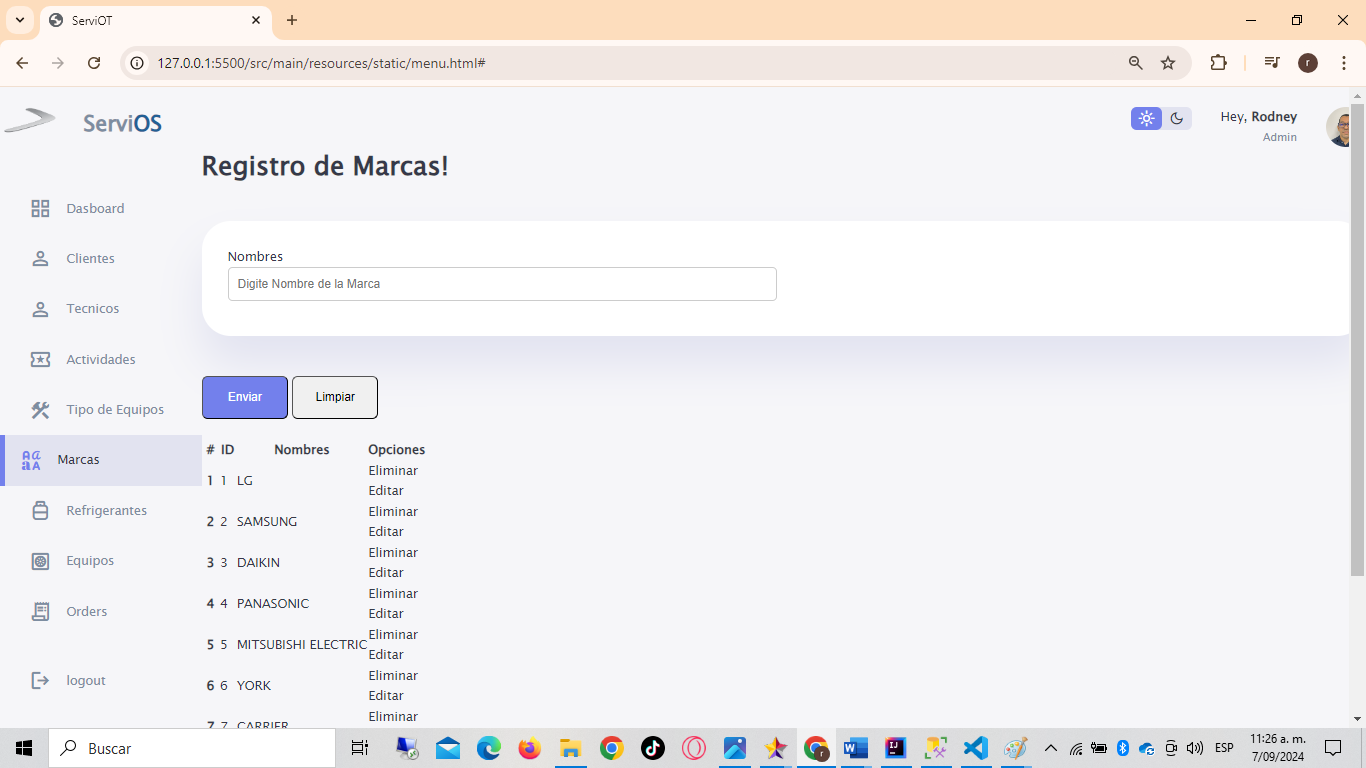 ServiOT
127.0.0.1:5500/src/main/resources/static/menu.html#
r
ServiOS
Hey, Rodney
Admin
Registro de Marcas!
Dasboard
Clientes
Tecnicos
Actividades
Tipo de Equipos
Marcas
Refrigerantes
Equipos
Orders
logout
Nombres
Digite Nombre de la Marca
Enviar Limpiar
# ID Nombres Opciones
1 1 LG Eliminar
Editar
2 2 SAMSUNG Eliminar
Editar
3 3 DAIKIN Eliminar
Editar
4 4 PANASONIC Eliminar
Editar
5 5 MITSUBISHI ELECTRIC Eliminar
Editar
6 6 YORK Eliminar
Editar
7 7 CARRIER Eliminar
Buscar
ESP
11:26 a. m.
7/09/2024